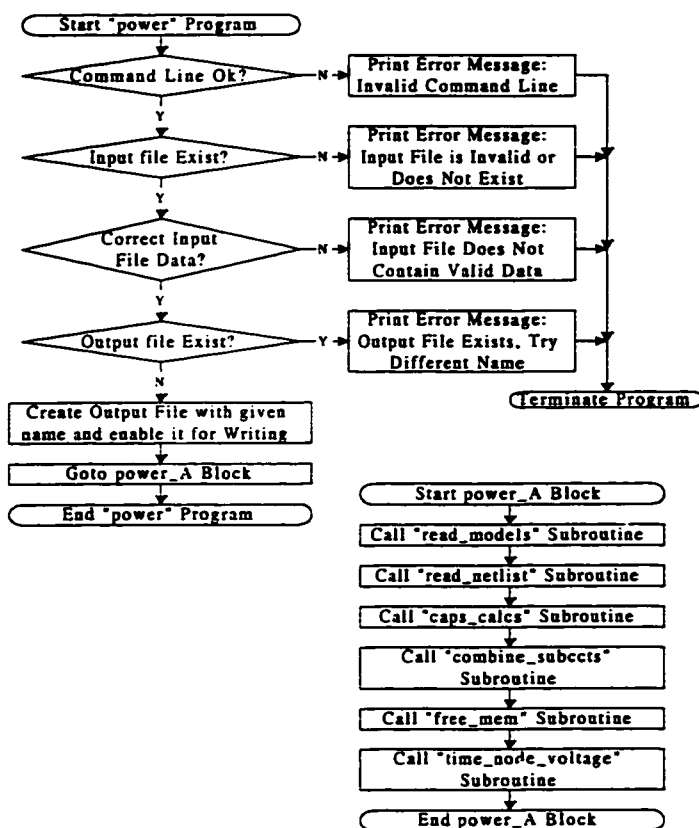 Start "power" Program
Command Line Ok?
N
Print Error Message:
Invalid Command Line
Y
Input file Exist?
N
Print Error Message:
Input File is Invalid or
Does Not Exist
Y
Correct Input
File Data?
N
Print Error Message:
Input File Does Not
Contain Valid Data
Y
Output file Exist?
Y
Print Error Message:
Output File Exists, Try
Different Name
N
Terminate Program
Create Output File with given
name and enable it for Writing
Goto power_A Block
End "power" Program
Start power_A Block
Call "read_models" Subroutine
Call "read_netlist" Subroutine
Call "caps_calcs" Subroutine
Call "combine_subccts"
Subroutine
Call "free_mem" Subroutine
Call "time_node_voltage"
Subroutine
End power_A Block